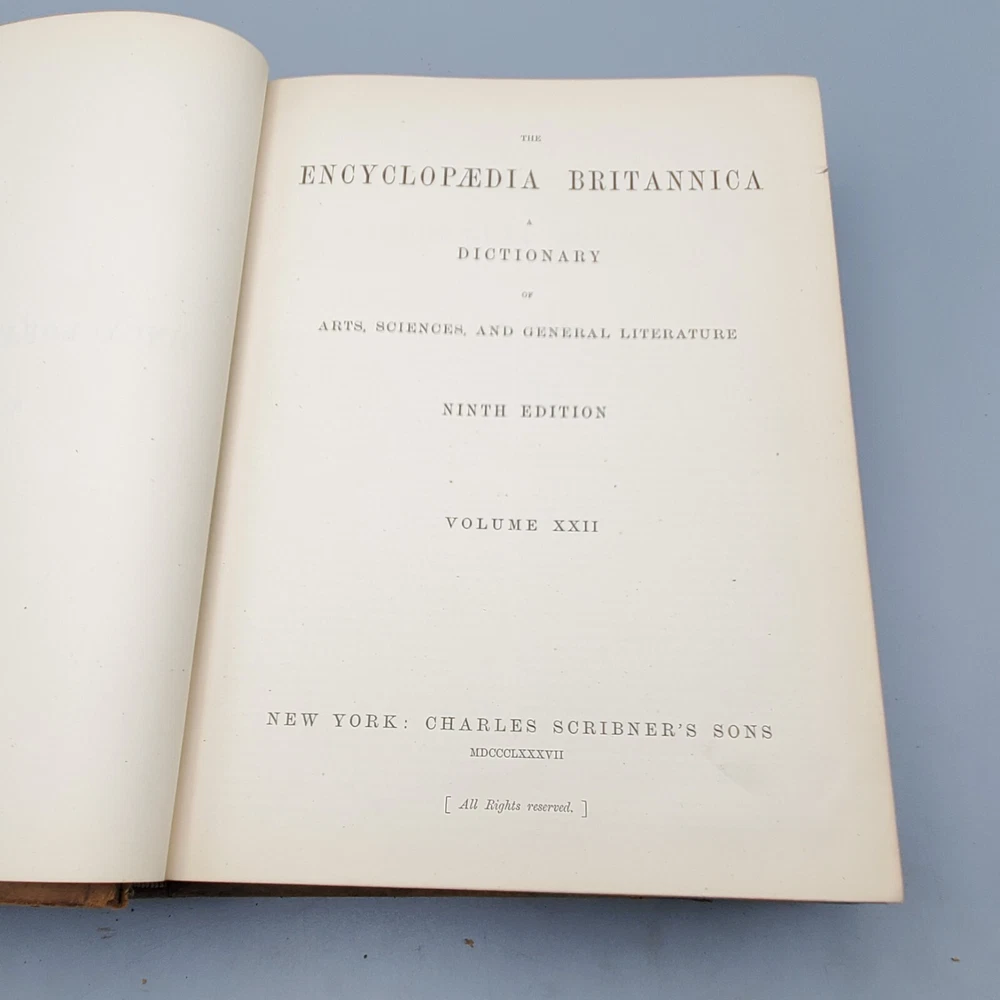 THE
ENCYCLOPÆDIA BRITANNICA
A
DICTIONARY
OF
ARTS, SCIENCES, AND GENERAL LITERATURE
NINTH EDITION
VOLUME XXII
NEW YORK: CHARLES SCRIBNER'S SONS
MDCCCLXXXVII
[ All Rights reserved. ]